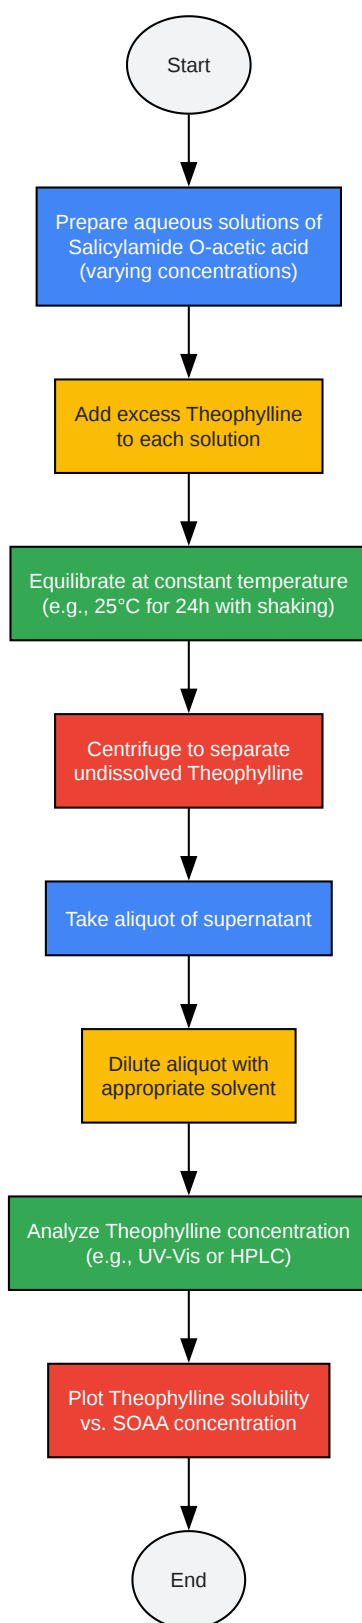 Start
Prepare aqueous solutions of
Salicylamide O-acetic acid
(varying concentrations)
Add excess Theophylline
to each solution
Equilibrate at constant temperature
(e.g., 25°C for 24h with shaking)
Centrifuge to separate
undissolved Theophylline
Take aliquot of supernatant
Dilute aliquot with
appropriate solvent
Analyze Theophylline concentration
(e.g., UV-Vis or HPLC)
Plot Theophylline solubility
vs. SOAA concentration
End